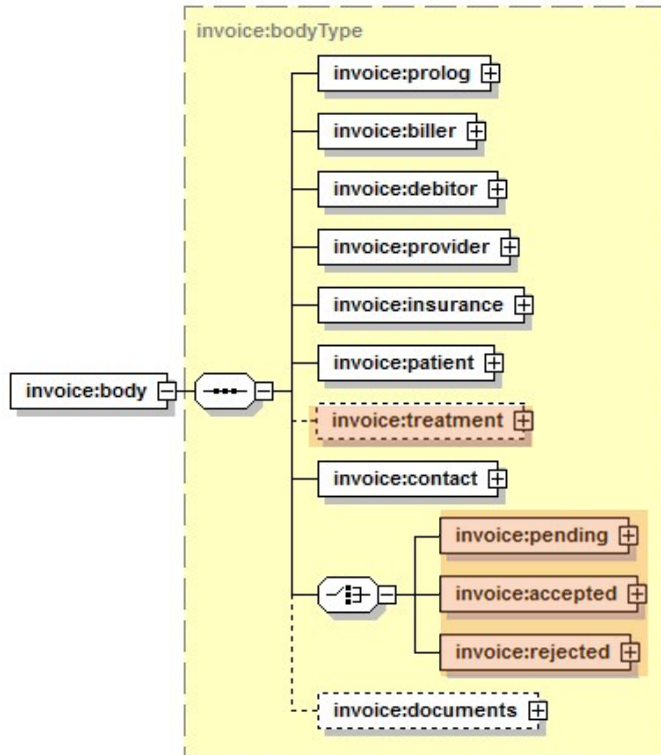 invoice:bodyType
invoice:prolog
invoice:biller
invoice:debitor
invoice:provider
invoice:insurance
invoice:patient
invoice:body
invoice:treatment
invoice:contact
invoice:pending
invoice:accepted
invoice:rejected
invoice:documents